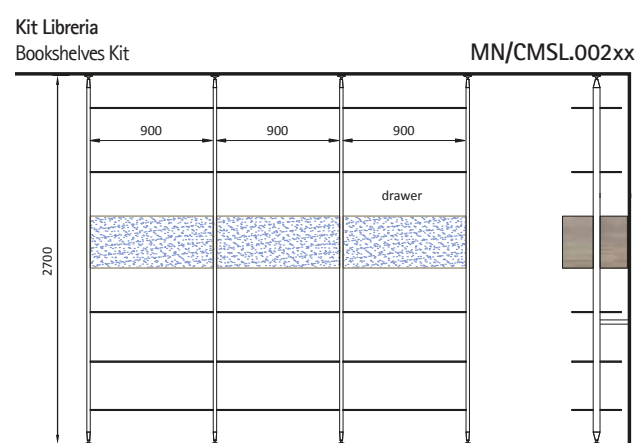 Kit Libreria
Bookshelves Kit
MN/CMSL.002xx
900
900
900
drawer
2700